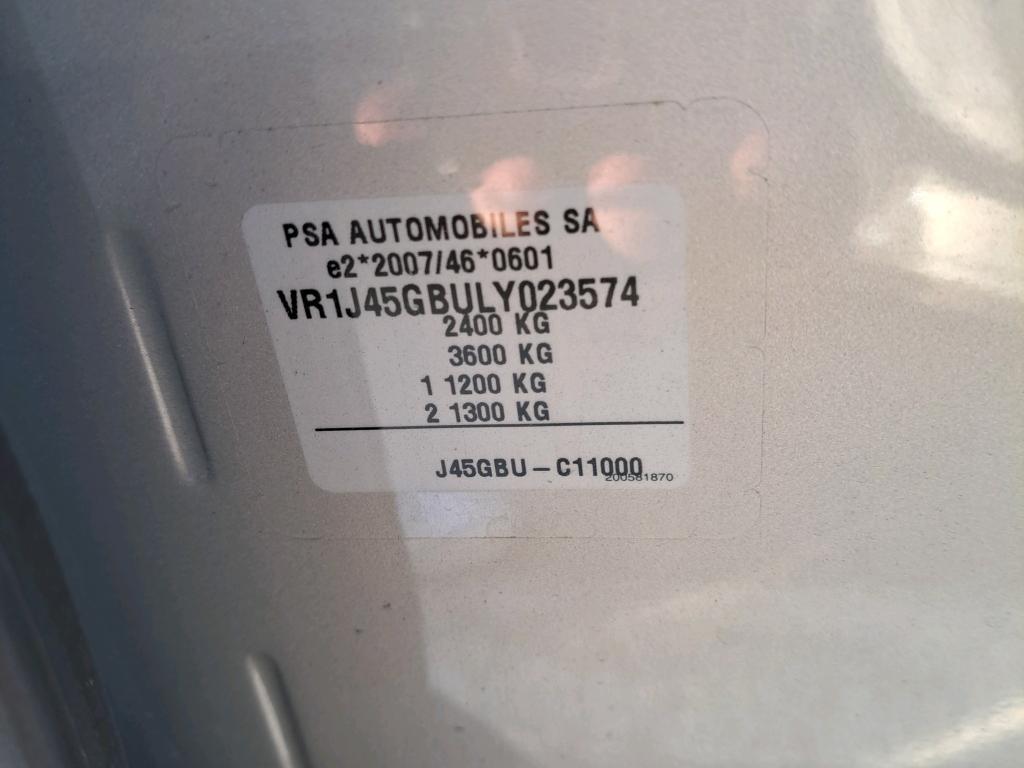 PSA AUTOMOBILES SA
e2*2007/46*0601
VR1J45GBULY023574
2400 KG
3600 KG
1 1200 KG
2 1300 KG
J45GBU - C11000
200581870